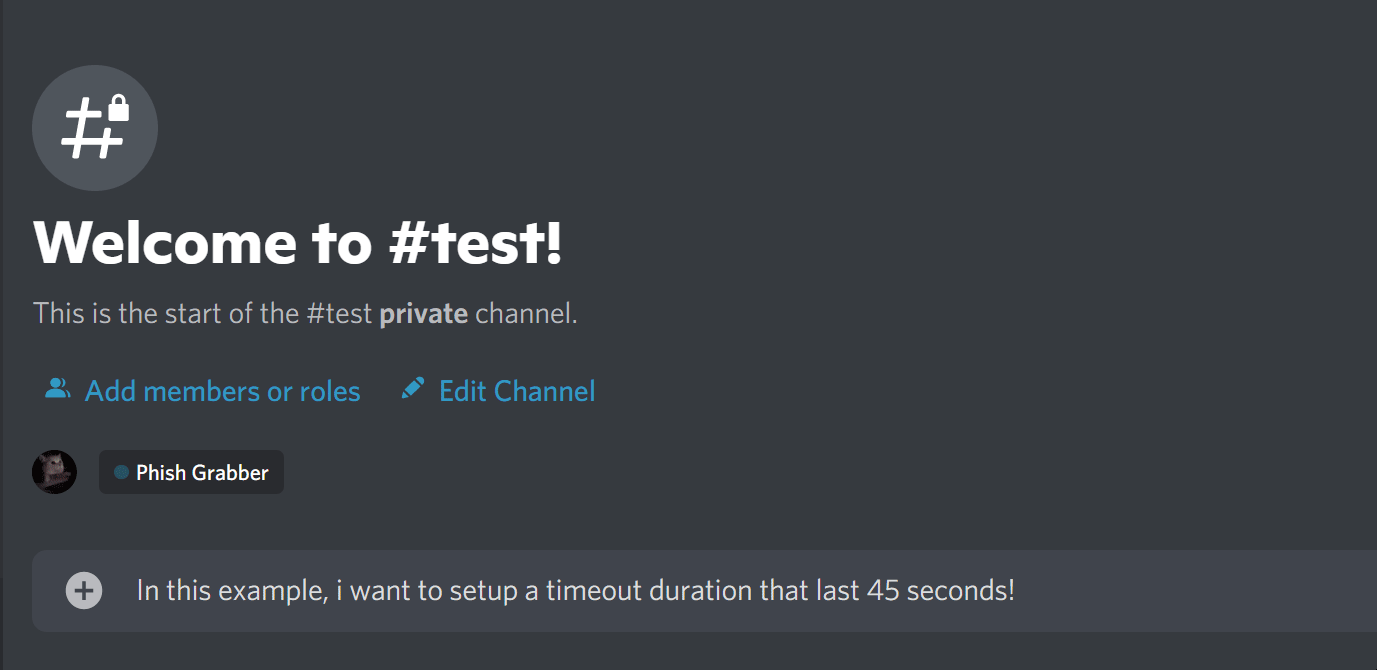 Welcome to #test!
This is the start of the #test private channel.
Add members or roles Edit Channel
Phish Grabber
In this example, i want to setup a timeout duration that last 45 seconds!